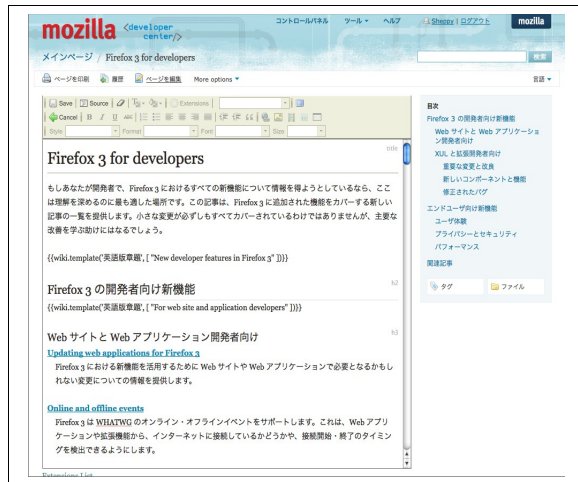 mozilla <developer center/>
コントロールパネル ツール ヘルプ Sheppy | ログアウト mozilla
メインページ / Firefox 3 for developers
検索
ページを印刷 履歴 ページを編集 More options 言語
Save Source Extensions
Cancel B I U ABC
Style Format Font Size
Firefox 3 for developers
title
もしあなたが開発者で、Firefox 3 におけるすべての新機能について情報を得ようとしているなら、ここ
は理解を深めるのに最も適した場所です。この記事は、Firefox 3 に追加された機能をカバーする新しい
記事の一覧を提供します。小さな変更が必ずしもすべてカバーされているわけではありませんが、主要な
改善を学ぶ助けにはなるでしょう。
{{wiki.template('英語版章題', [ "New developer features in Firefox 3" ])}}
Firefox 3 の開発者向け新機能
h2
{{wiki.template('英語版章題', [ "For web site and application developers" ])}}
Web サイトと Web アプリケーション開発者向け
h3
Updating web applications for Firefox 3
Firefox 3 における新機能を活用するために Web サイトや Web アプリケーションで必要となるかもし
れない変更についての情報を提供します。
Online and offline events
Firefox 3 は WHATWG のオンライン・オフラインイベントをサポートします。これは、Web アプリ
ケーションや拡張機能から、インターネットに接続しているかどうかや、接続開始・終了のタイミン
グを検出できるようにします。
Extensions List
目次
Firefox 3 の開発者向け新機能
Web サイトと Web アプリケーショ
ン開発者向け
XUL と拡張開発者向け
重要な変更と改良
新しいコンポーネントと機能
修正されたバグ
エンドユーザ向け新機能
ユーザ体験
プライバシーとセキュリティ
パフォーマンス
関連記事
タグ ファイル